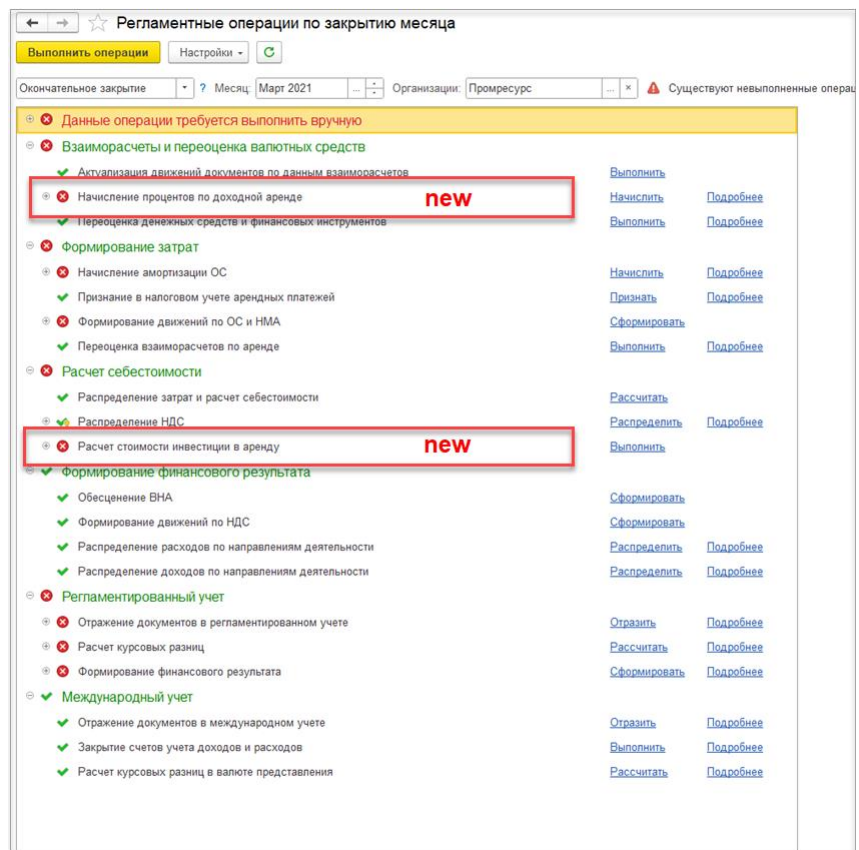 Регламентные операции по закрытию месяца
Выполнить операции Настройки
Окончательное закрытие ? Месяц: Март 2021 ... Организации: Промресурс ... × Существуют невыполненные операц
Данные операции требуется выполнить вручную
Взаиморасчеты и переоценка валютных средств
Актуализация движений документов по данным взаиморасчетов Выполнить
Начисление процентов по доходной аренде new Начислить Подробнее
Переоценка денежных средств и финансовых инструментов Выполнить Подробнее
Формирование затрат
Начисление амортизации ОС Начислить Подробнее
Признание в налоговом учете арендных платежей Признать Подробнее
Формирование движений по ОС и НМА Сформировать
Переоценка взаиморасчетов по аренде Выполнить Подробнее
Расчет себестоимости
Распределение затрат и расчет себестоимости Рассчитать
Распределение НДС Распределить Подробнее
Расчет стоимости инвестиции в аренду new Выполнить
Формирование финансового результата
Обесценение ВНА Сформировать
Формирование движений по НДС Сформировать
Распределение расходов по направлениям деятельности Распределить Подробнее
Распределение доходов по направлениям деятельности Распределить Подробнее
Регламентированный учет
Отражение документов в регламентированном учете Отразить Подробнее
Расчет курсовых разниц Рассчитать Подробнее
Формирование финансового результата Сформировать Подробнее
Международный учет
Отражение документов в международном учете Отразить Подробнее
Закрытие счетов учета доходов и расходов Выполнить Подробнее
Расчет курсовых разниц в валюте представления Рассчитать Подробнее